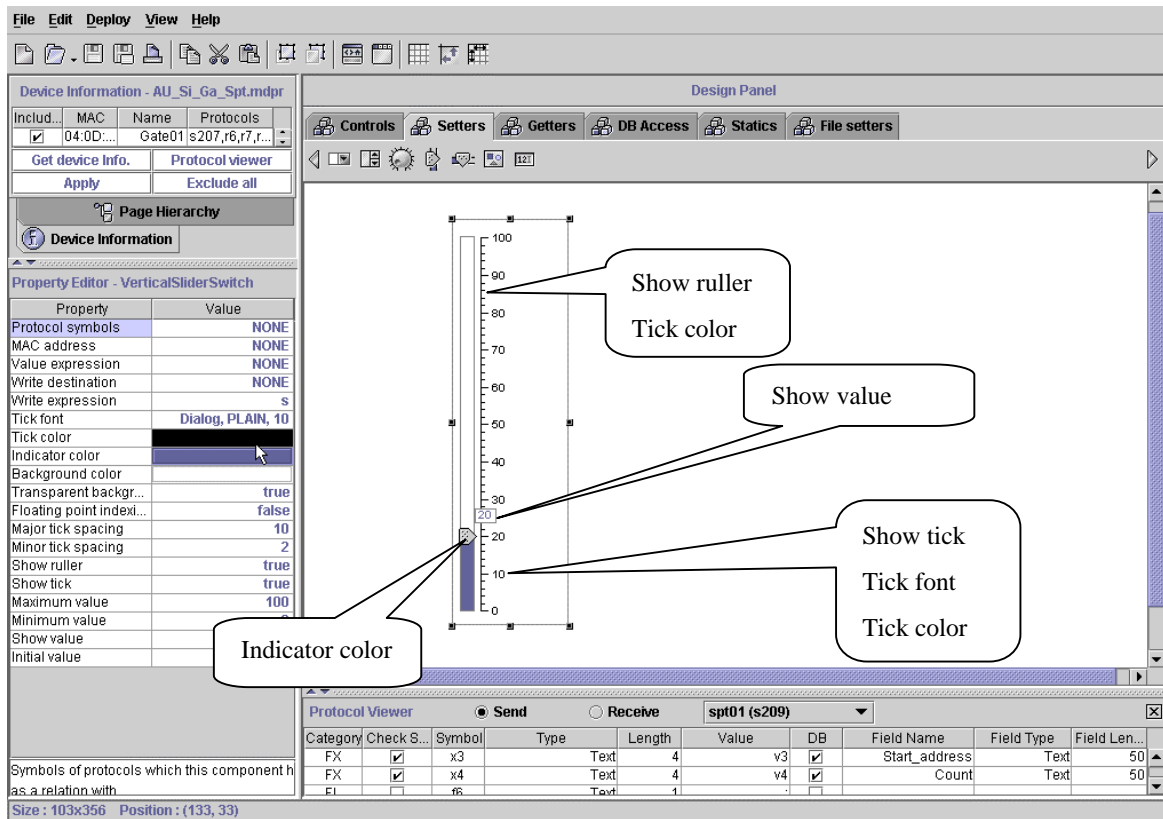 File Edit Deploy View Help
Device Information - AU_Si_Ga_Spt.mdpr
Includ... MAC Name Protocols
04:0D:... Gate01 s207,r6,r7,r...
Get device Info. Protocol viewer
Apply Exclude all
Page Hierarchy
Device Information
Property Editor - VerticalSliderSwitch
Property Value
Protocol symbols NONE
MAC address NONE
Value expression NONE
Write destination NONE
Write expression s
Tick font Dialog, PLAIN, 10
Tick color
Indicator color
Background color
Transparent backgr... true
Floating point indexi... false
Major tick spacing 10
Minor tick spacing 2
Show ruller true
Show tick true
Maximum value 100
Minimum value
Show value
Initial value
Symbols of protocols which this component h
as a relation with
Design Panel
Controls Setters Getters DB Access Statics File setters
100
90
80
70
60
50
40
30
20
20
10
0
Show ruller
Tick color
Show value
Show tick
Tick font
Tick color
Indicator color
Protocol Viewer Send Receive spt01 (s209)
Category Check S... Symbol Type Length Value DB Field Name Field Type Field Len...
FX x3 Text 4 v3 Start_address Text 50
FX x4 Text 4 v4 Count Text 50
Size : 103x356 Position : (133, 33)